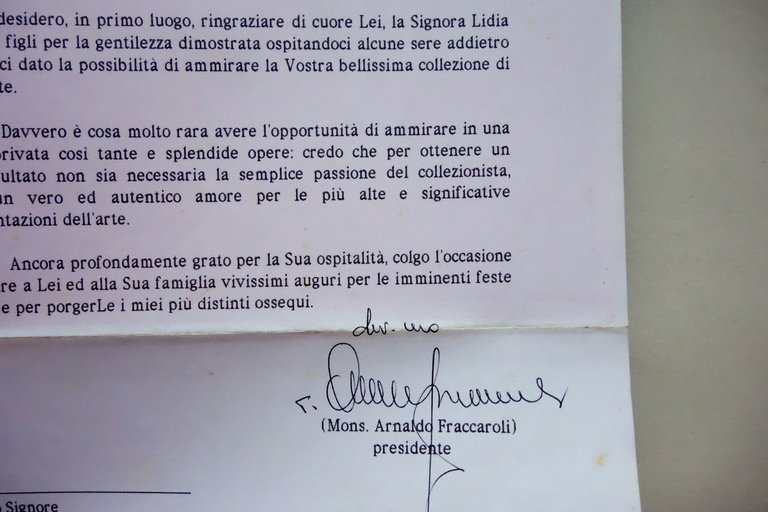 desidero, in primo luogo, ringraziare di cuore Lei, la Signora Lidia
figli per la gentilezza dimostrata ospitandoci alcune sere addietro
ci dato la possibilità di ammirare la Vostra bellissima collezione di
te.
Davvero è cosa molto rara avere l'opportunità di ammirare in una
rivata così tante e splendide opere: credo che per ottenere un
ultato non sia necessaria la semplice passione del collezionista,
un vero ed autentico amore per le più alte e significative
ntazioni dell'arte.
Ancora profondamente grato per la Sua ospitalità, colgo l'occasione
re a Lei ed alla Sua famiglia vivissimi auguri per le imminenti feste
e per porgerLe i miei più distinti ossequi.
dev. mo
(Mons. Arnaldo Fraccaroli)
presidente
Signore